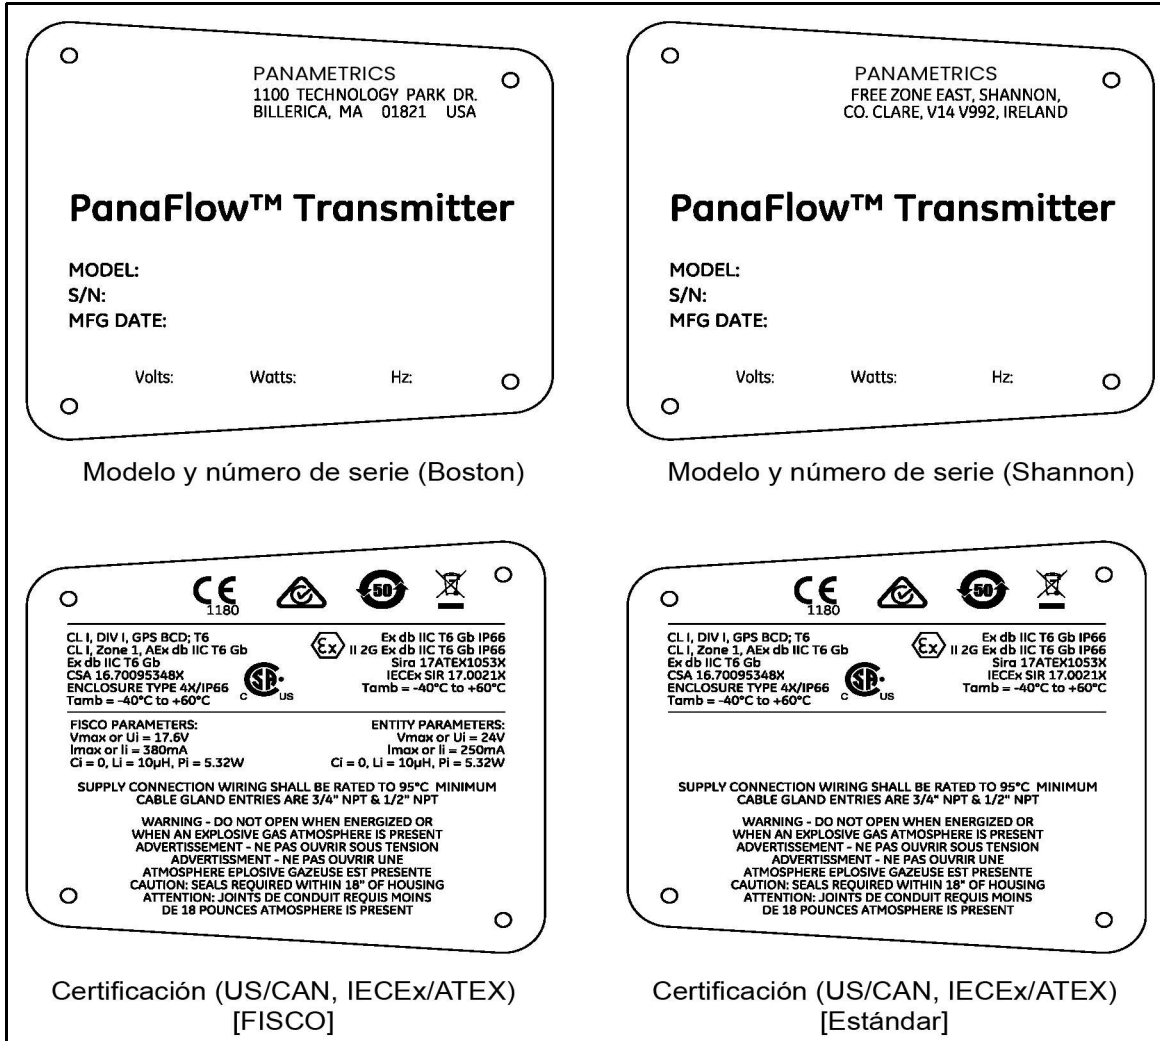 PANAMETRICS
1100 TECHNOLOGY PARK DR.
BILLERICA, MA 01821 USA
PanaFlow™ Transmitter
MODEL:
S/N:
MFG DATE:
Volts: Watts: Hz:
Modelo y número de serie (Boston)
PANAMETRICS
FREE ZONE EAST, SHANNON,
CO. CLARE, V14 V992, IRELAND
PanaFlow™ Transmitter
MODEL:
S/N:
MFG DATE:
Volts: Watts: Hz:
Modelo y número de serie (Shannon)
CE
1180
50
CL I, DIV I, GPS BCD; T6
CL I, Zone 1, AEx db IIC T6 Gb
Ex db IIC T6 Gb
CSA 16.70095348X
ENCLOSURE TYPE 4X/IP66
Tamb = -40°C to +60°C
C SA US
Ex
Ex db IIC T6 Gb IP66
II 2G Ex db IIC T6 Gb IP66
Sira 17ATEX1053X
IECEx SIR 17.0021X
Tamb = -40°C to +60°C
FISCO PARAMETERS:
Vmax or Ui = 17.6V
Imax or Ii = 380mA
Ci = 0, Li = 10µH, Pi = 5.32W
ENTITY PARAMETERS:
Vmax or Ui = 24V
Imax or Ii = 250mA
Ci = 0, Li = 10µH, Pi = 5.32W
SUPPLY CONNECTION WIRING SHALL BE RATED TO 95°C MINIMUM
CABLE GLAND ENTRIES ARE 3/4" NPT & 1/2" NPT
WARNING - DO NOT OPEN WHEN ENERGIZED OR
WHEN AN EXPLOSIVE GAS ATMOSPHERE IS PRESENT
ADVERTISSEMENT - NE PAS OUVRIR SOUS TENSION
ADVERTISSMENT - NE PAS OUVRIR UNE
ATMOSPHERE EPLOSIVE GAZEUSE EST PRESENTE
CAUTION: SEALS REQUIRED WITHIN 18" OF HOUSING
ATTENTION: JOINTS DE CONDUIT REQUIS MOINS
DE 18 POUNCES ATMOSPHERE IS PRESENT
Certificación (US/CAN, IECEx/ATEX)
[FISCO]
CE
1180
50
CL I, DIV I, GPS BCD; T6
CL I, Zone 1, AEx db IIC T6 Gb
Ex db IIC T6 Gb
CSA 16.70095348X
ENCLOSURE TYPE 4X/IP66
Tamb = -40°C to +60°C
C SA US
Ex
Ex db IIC T6 Gb IP66
II 2G Ex db IIC T6 Gb IP66
Sira 17ATEX1053X
IECEx SIR 17.0021X
Tamb = -40°C to +60°C
SUPPLY CONNECTION WIRING SHALL BE RATED TO 95°C MINIMUM
CABLE GLAND ENTRIES ARE 3/4" NPT & 1/2" NPT
WARNING - DO NOT OPEN WHEN ENERGIZED OR
WHEN AN EXPLOSIVE GAS ATMOSPHERE IS PRESENT
ADVERTISSEMENT - NE PAS OUVRIR SOUS TENSION
ADVERTISSMENT - NE PAS OUVRIR UNE
ATMOSPHERE EPLOSIVE GAZEUSE EST PRESENTE
CAUTION: SEALS REQUIRED WITHIN 18" OF HOUSING
ATTENTION: JOINTS DE CONDUIT REQUIS MOINS
DE 18 POUNCES ATMOSPHERE IS PRESENT
Certificación (US/CAN, IECEx/ATEX)
[Estándar]